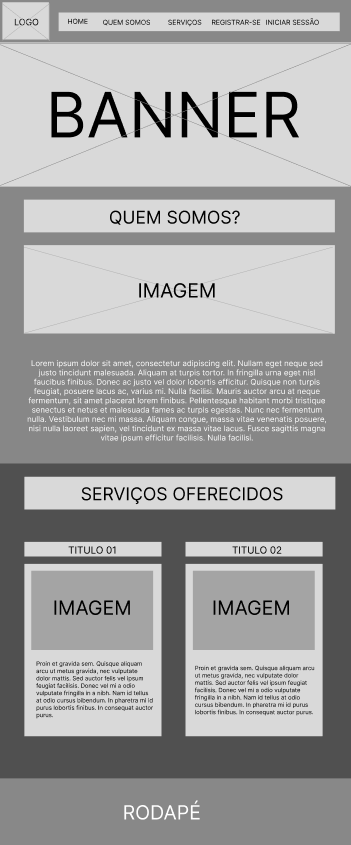 LOGO
HOME QUEM SOMOS SERVIÇOS REGISTRAR-SE INICIAR SESSÃO
BANNER
QUEM SOMOS?
IMAGEM
Lorem ipsum dolor sit amet, consectetur adipiscing elit. Nullam eget neque sed
justo tincidunt malesuada. Aliquam at turpis tortor. In fringilla urna eget nisl
faucibus finibus. Donec ac justo vel dolor lobortis efficitur. Quisque non turpis
feugiat, posuere lacus ac, varius mi. Nulla facilisi. Mauris auctor arcu at neque
fermentum, sit amet placerat lorem finibus. Pellentesque habitant morbi tristique
senectus et netus et malesuada fames ac turpis egestas. Nunc nec fermentum
nulla. Vestibulum nec mi massa. Aliquam congue, massa vitae venenatis posuere,
nisi nulla laoreet sapien, vel tincidunt ex massa vitae lacus. Fusce sagittis magna
vitae ipsum efficitur facilisis. Nulla facilisi.
SERVIÇOS OFERECIDOS
TITULO 01
IMAGEM
Proin et gravida sem. Quisque aliquam
ut metus gravida, nec vulputate dolor
mattis. Sed auctor felis vel ipsum
feugiat facilisis. Donec vel mi a odio
vulputate fringilla in a nibh. Nam id tellus
at odio cursus bibendum. In pharetra mi id
purus lobortis finibus. In consequat auctor
purus.
TITULO 02
IMAGEM
Proin et gravida sem. Quisque aliquam arcu
ut metus gravida, nec vulputate dolor
mattis. Sed auctor felis vel ipsum feugiat
facilisis. Donec vel mi a odio vulputate
fringilla in a nibh. Nam id tellus at odio
cursus bibendum. In pharetra mi id purus
lobortis finibus. In consequat auctor purus.
RODAPÉ